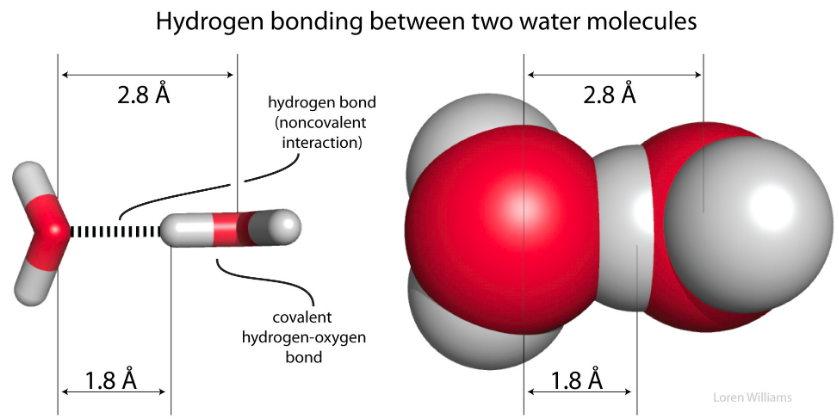 Hydrogen bonding between two water molecules
2.8 Å
hydrogen bond
(noncovalent
interaction)
2.8 Å
covalent
hydrogen-oxygen
bond
1.8 Å
1.8 Å
Loren Williams